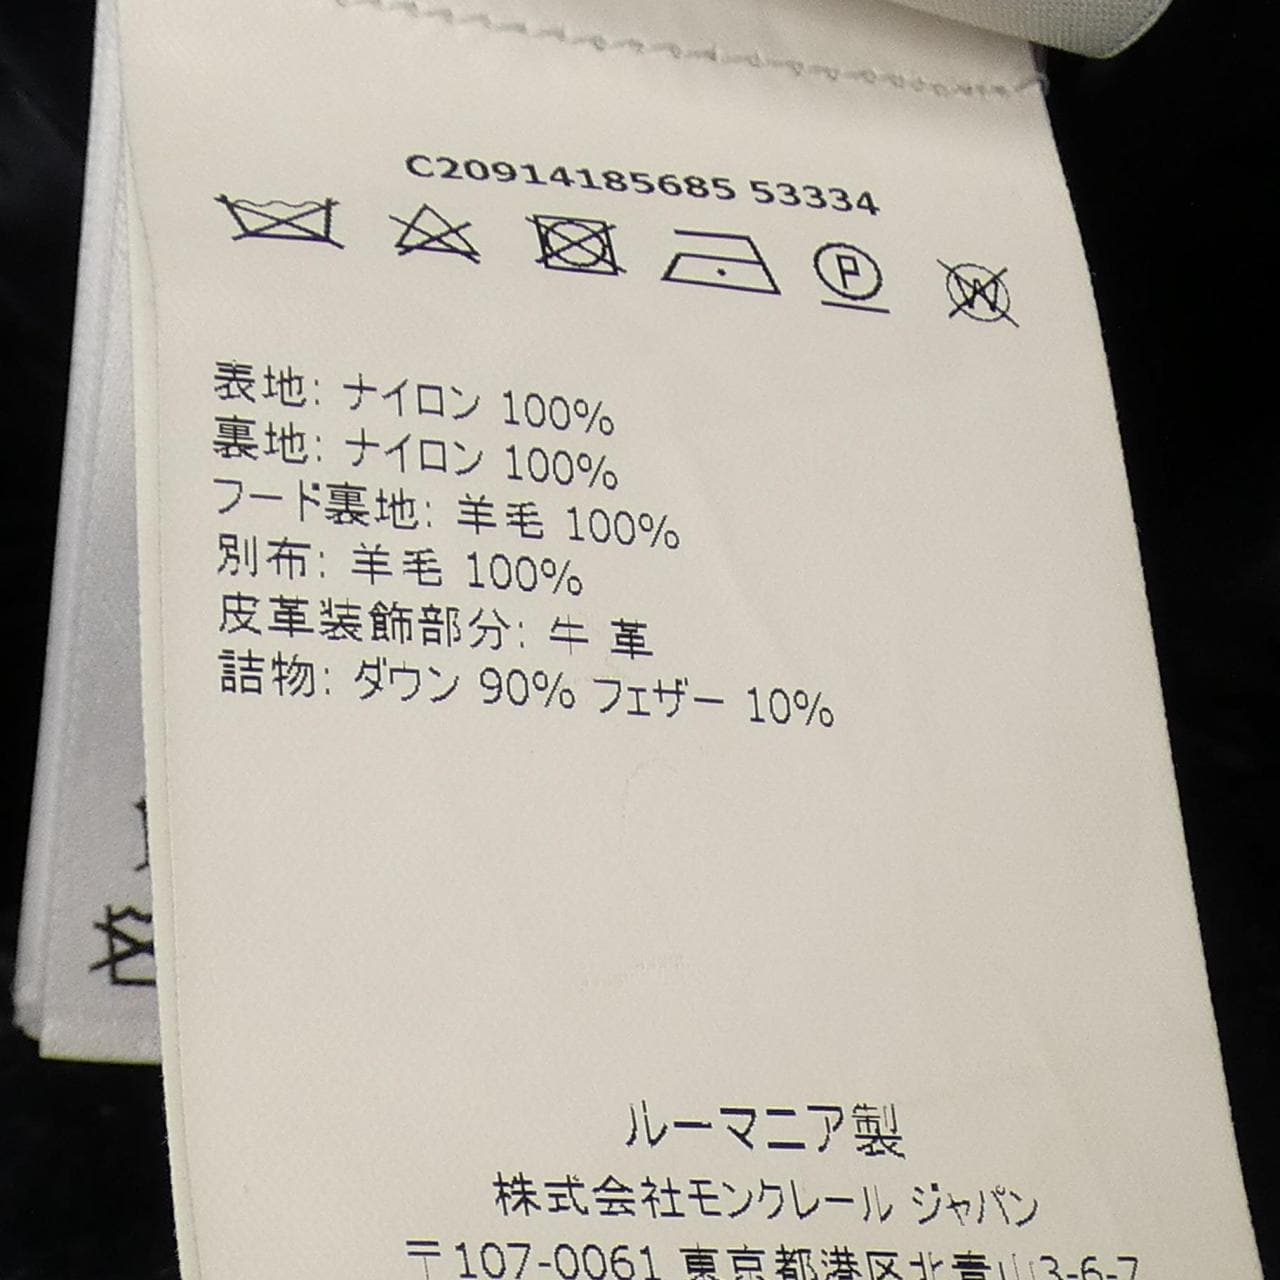 C20914185685 53334
P W
表地: ナイロン 100%
裏地: ナイロン 100%
フード裏地: 羊毛 100%
別布: 羊毛 100%
皮革装飾部分: 牛 革
詰物: ダウン 90% フェザー 10%
ルーマニア製
株式会社モンクレール ジャパン
〒107-0061 東京都港区北青山3-6-7